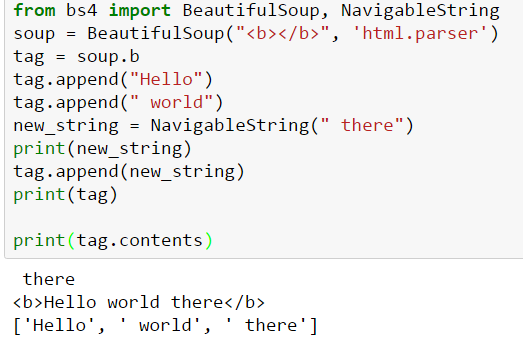 from bs4 import BeautifulSoup, NavigableString
soup = BeautifulSoup("<b></b>", 'html.parser')
tag = soup.b
tag.append("Hello")
tag.append(" world")
new_string = NavigableString(" there")
print(new_string)
tag.append(new_string)
print(tag)
print(tag.contents)
 there
<b>Hello world there</b>
['Hello', ' world', ' there']